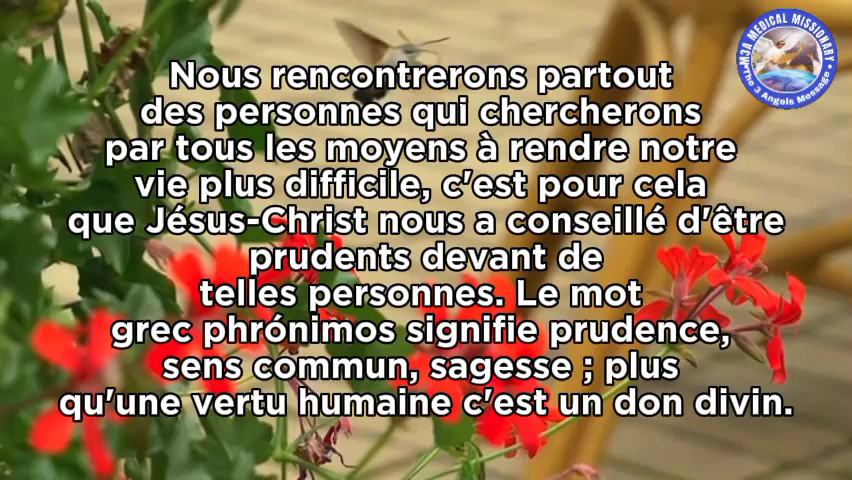 M3A MEDICAL MISSIONARY
The 3 Angels Message
Nous rencontrerons partout
des personnes qui chercherons
par tous les moyens à rendre notre
vie plus difficile, c'est pour cela
que Jésus-Christ nous a conseillé d'être
prudents devant de
telles personnes. Le mot
grec phrónimos signifie prudence,
sens commun, sagesse ; plus
qu'une vertu humaine c'est un don divin.